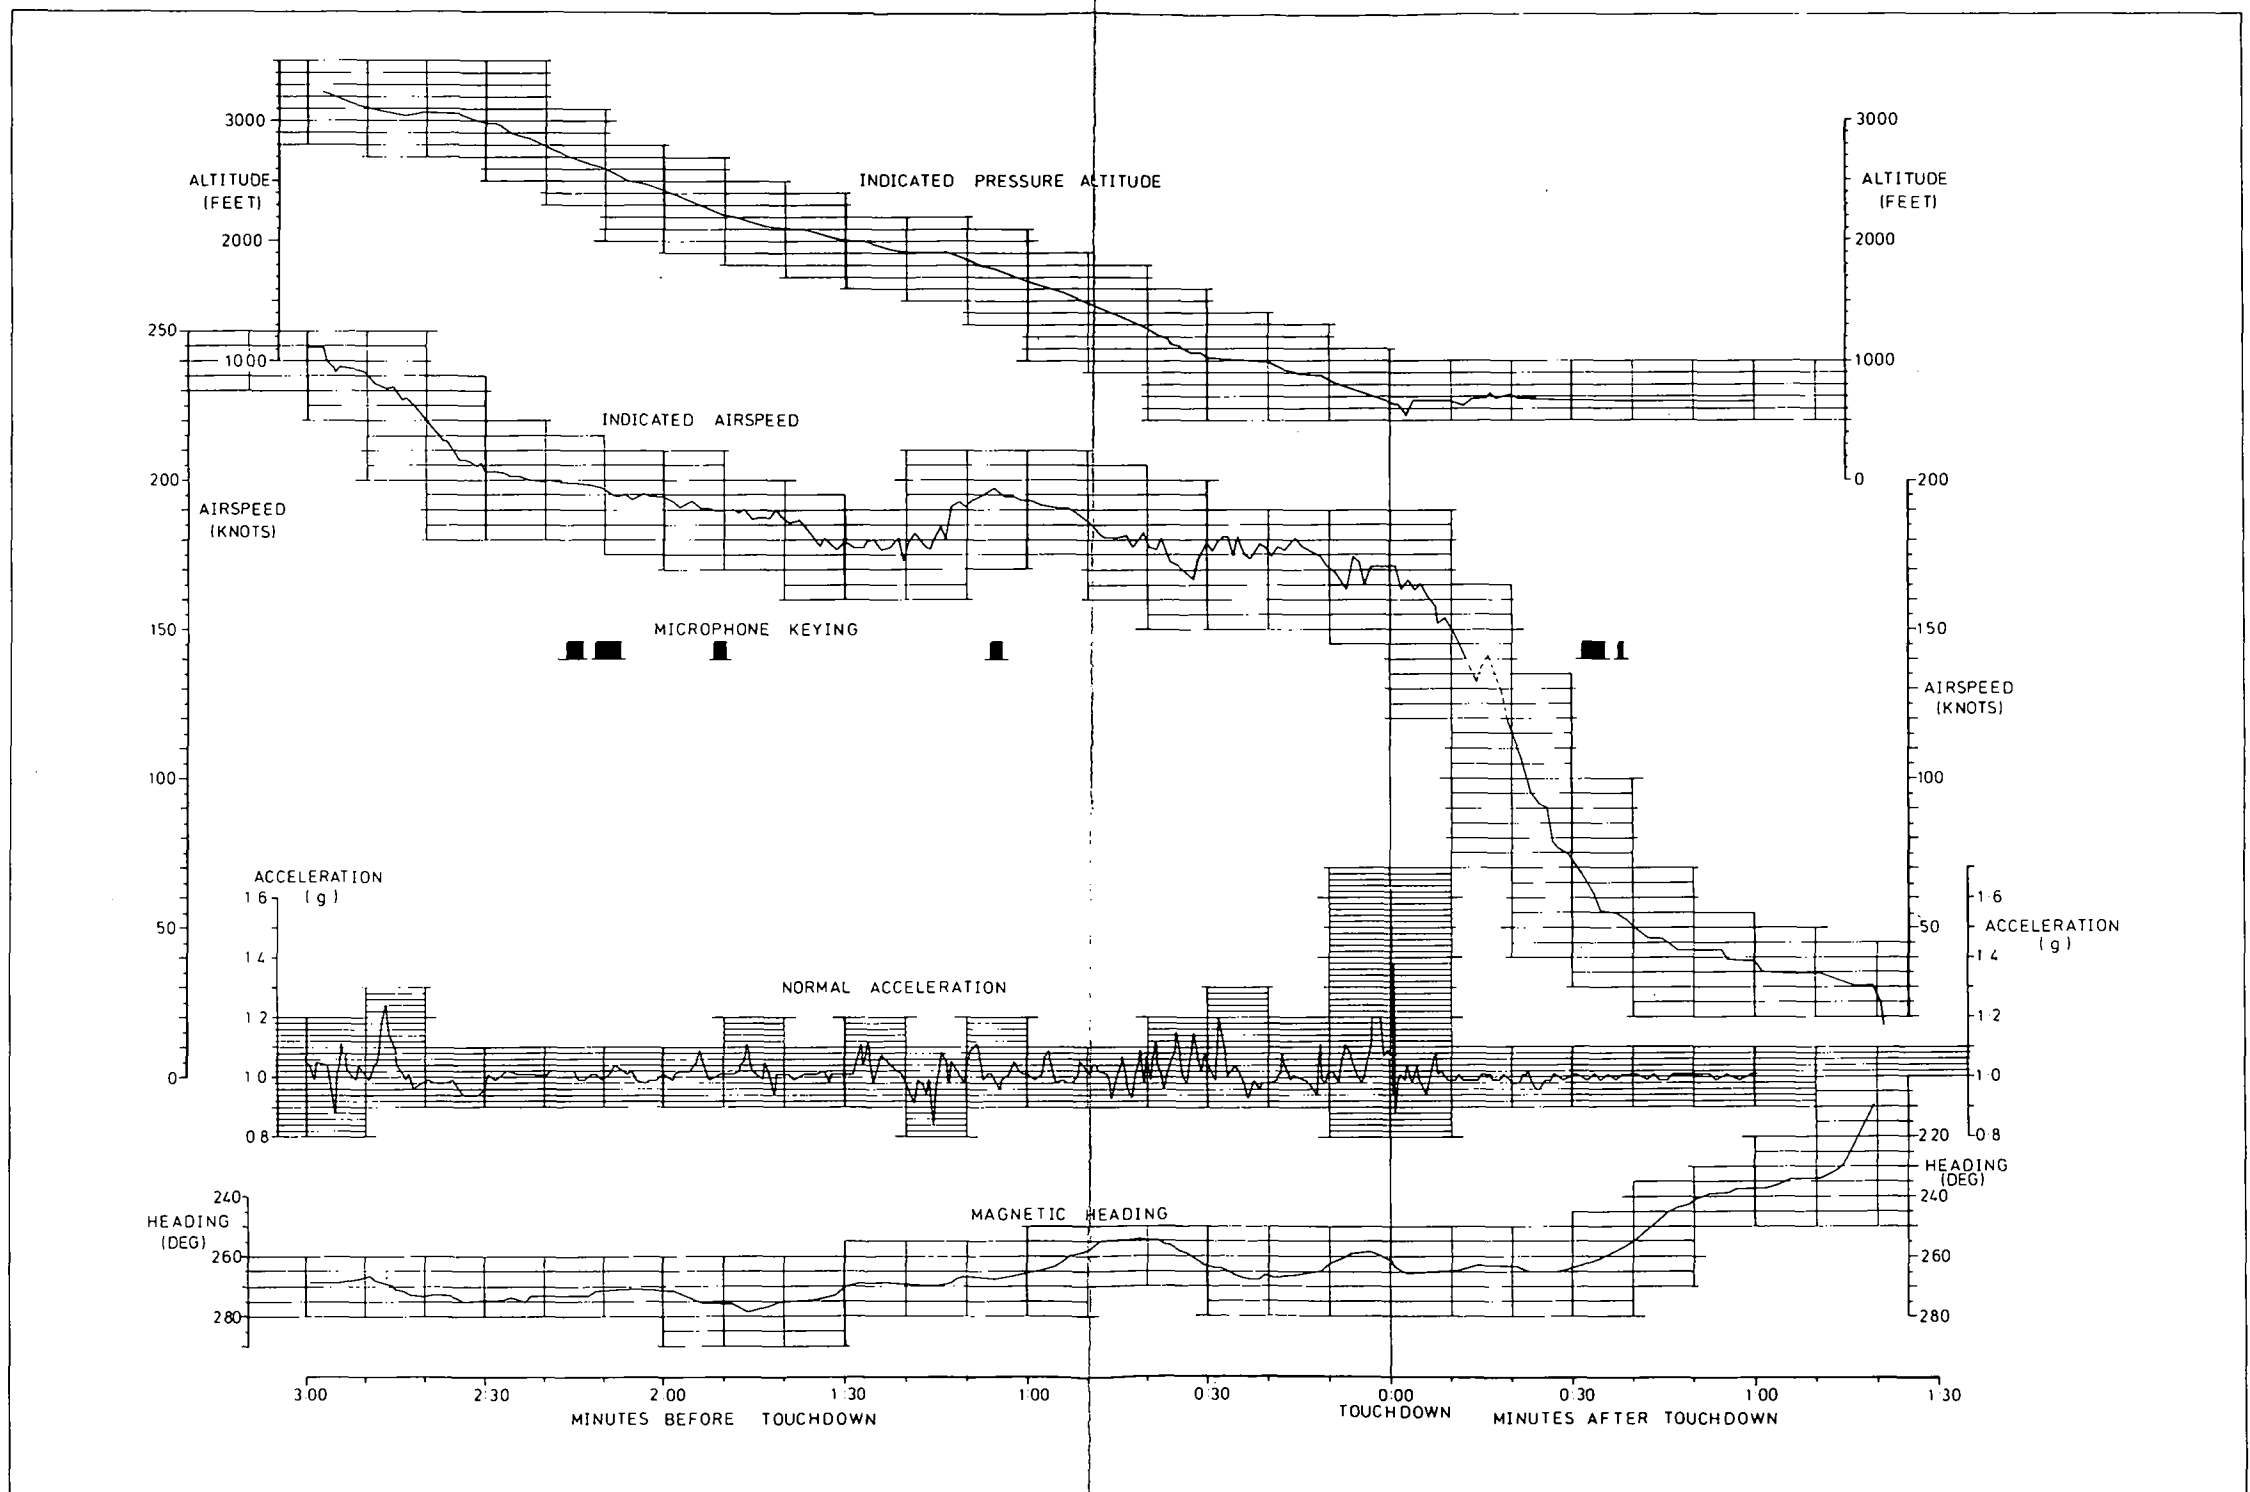 3000
ALTITUDE
(FEET)
2000
1000
INDICATED PRESSURE ALTITUDE
3000
ALTITUDE
(FEET)
2000
1000
0
250
200
AIRSPEED
(KNOTS)
150
100
50
0
INDICATED AIRSPEED
MICROPHONE KEYING
200
150
AIRSPEED
(KNOTS)
100
50
ACCELERATION
(g)
1·6
1·4
1·2
1·0
0·8
NORMAL ACCELERATION
1·6
ACCELERATION
(g)
1·4
1·2
1·0
0·8
240
HEADING
(DEG)
260
280
MAGNETIC HEADING
220
HEADING
(DEG)
240
260
280
3:00
2:30
2:00
1:30
1:00
0:30
0:00
0:30
1:00
1:30
MINUTES BEFORE TOUCHDOWN
TOUCHDOWN
MINUTES AFTER TOUCHDOWN